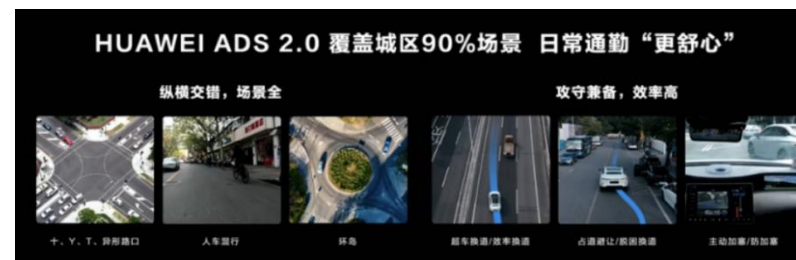 HUAWEI ADS 2.0 覆盖城区90%场景 日常通勤“更舒心”
纵横交错，场景全
攻守兼备，效率高
十、Y、T、异形路口
人车混行
环岛
超车换道/效率换道
占道避让/脱困换道
主动加塞/防加塞